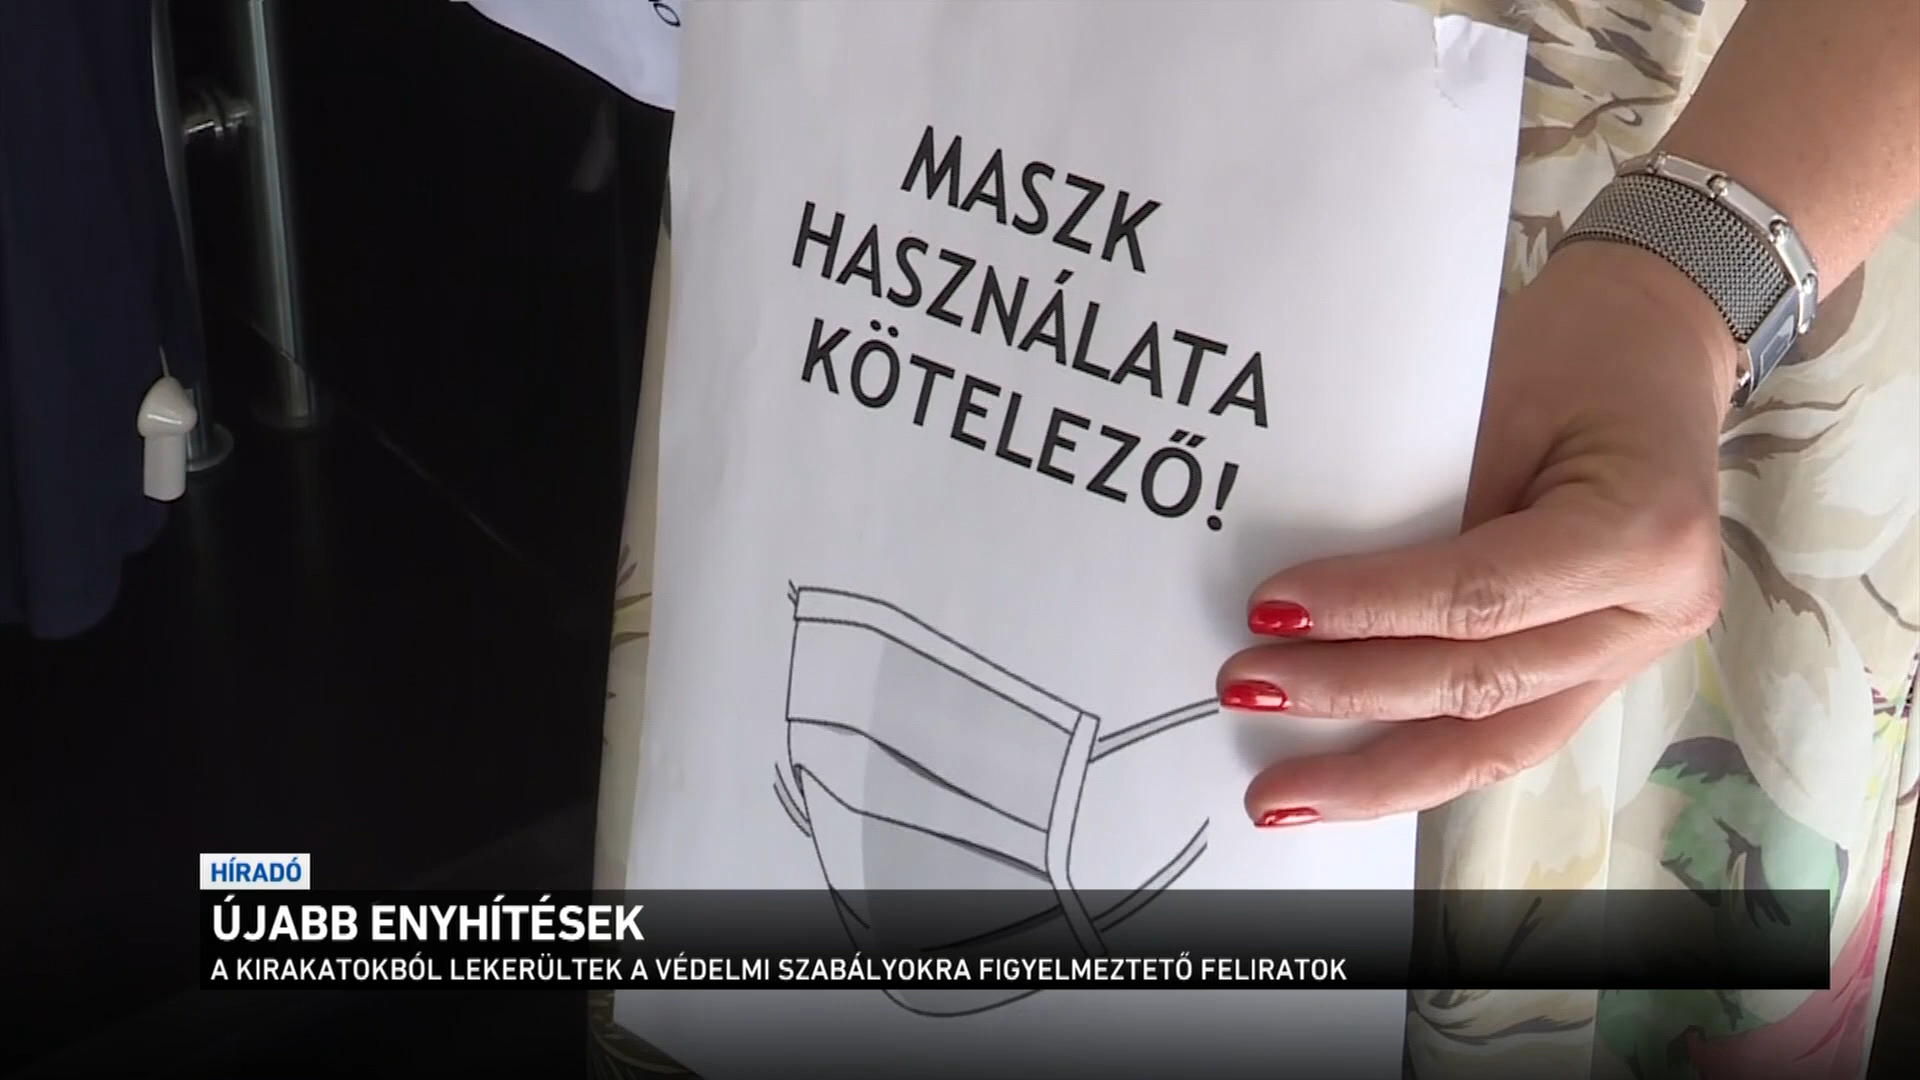 MASZK
HASZNÁLATA
KÖTELEZŐ!
HÍRADÓ
ÚJABB ENYHÍTÉSEK
A KIRAKATOKBÓL LEKERÜLTEK A VÉDELMI SZABÁLYOKRA FIGYELMEZTETŐ FELIRATOK